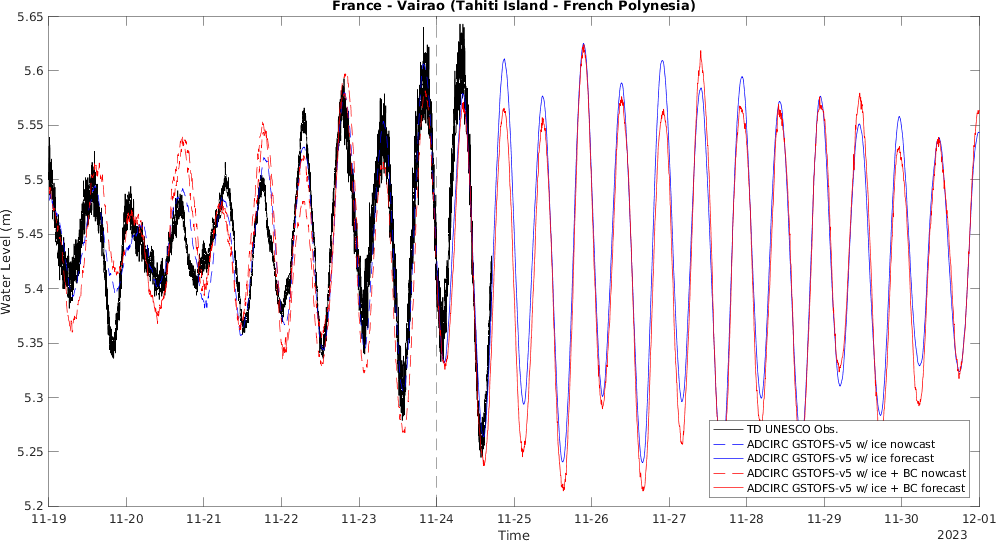 France - Vairao (Tahiti Island - French Polynesia)
5.65
5.6
5.55
5.5
5.45
5.4
5.35
5.3
5.25
5.2
Water Level (m)
TD UNESCO Obs.
ADCIRC GSTOFS-v5 w/ ice nowcast
ADCIRC GSTOFS-v5 w/ ice forecast
ADCIRC GSTOFS-v5 w/ ice + BC nowcast
ADCIRC GSTOFS-v5 w/ ice + BC forecast
11-19 11-20 11-21 11-22 11-23 11-24 11-25 11-26 11-27 11-28 11-29 11-30 12-01
Time
2023